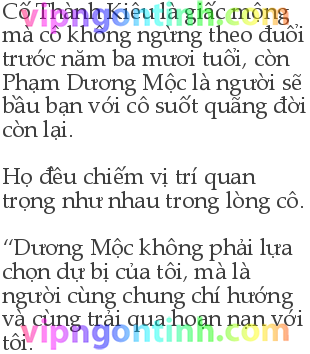 Cố Thành Kiêu là giấc mộng
mà cô không ngừng theo đuổi
trước năm ba mươi tuổi, còn
Phạm Dương Mộc là người sẽ
bầu bạn với cô suốt quãng đời
còn lại.
Họ đều chiếm vị trí quan
trọng như nhau trong lòng cô.
“Dương Mộc không phải lựa
chọn dự bị của tôi, mà là
người cùng chung chí hướng
và cùng trải qua hoạn nạn với
tôi.
vipngontinh.com
vipngontinh.com